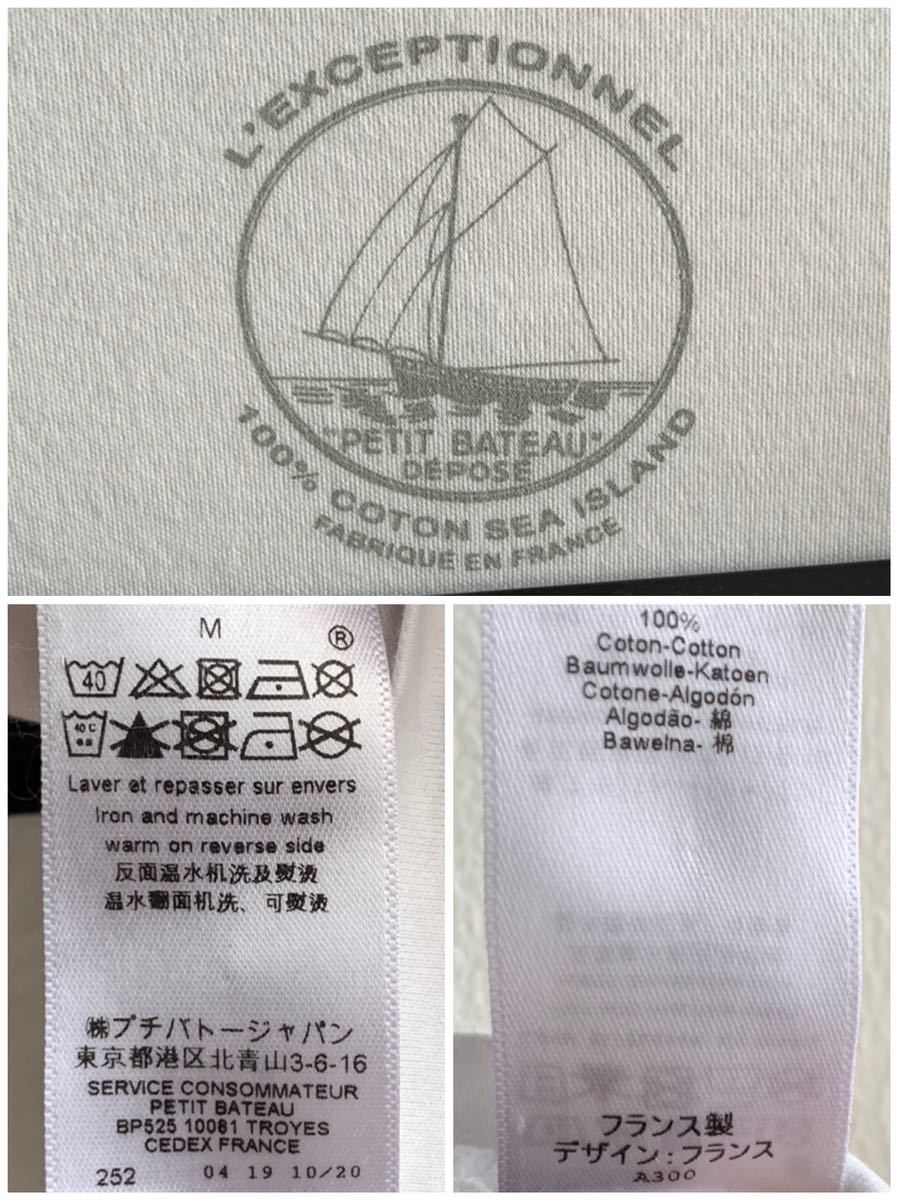 L'EXCEPTIONNEL
"PETIT BATEAU"
DÉPOSÉ
100% COTON SEA ISLAND
FABRIQUÉ EN FRANCE
M
®
40
40 C
Laver et repasser sur envers
Iron and machine wash
warm on reverse side
反面温水机洗及熨烫
温水翻面机洗、可熨烫
㈱プチバトージャパン
東京都港区北青山3-6-16
SERVICE CONSOMMATEUR
PETIT BATEAU
BP525 10081 TROYES
CEDEX FRANCE
252 04 19 10/20
100%
Coton-Cotton
Baumwolle-Katoen
Cotone-Algodón
Algodão- 綿
Bawelna- 棉
フランス製
デザイン:フランス
A300